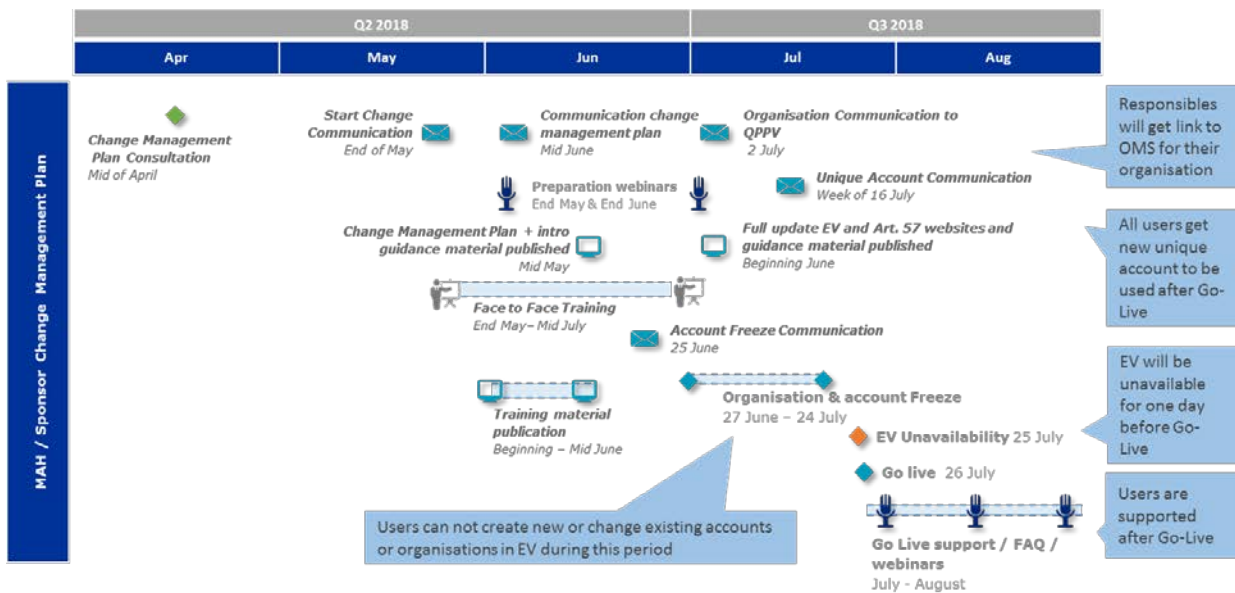 Q2 2018
Q3 2018
Apr
May
Jun
Jul
Aug
MAH / Sponsor Change Management Plan
Change Management
Plan Consultation
Mid of April
Start Change
Communication
End of May
Communication change
management plan
Mid June
Organisation Communication to
QPPV
2 July
Responsibles
will get link to
OMS for their
organisation
Preparation webinars
End May & End June
Unique Account Communication
Week of 16 July
Change Management Plan + intro
guidance material published
Mid May
Full update EV and Art. 57 websites and
guidance material published
Beginning June
All users get
new unique
account to be
used after Go-
Live
Face to Face Training
End May– Mid July
Account Freeze Communication
25 June
Training material
publication
Beginning – Mid June
Organisation & account Freeze
27 June – 24 July
EV will be
unavailable
for one day
before Go-
Live
EV Unavailability 25 July
Go live 26 July
Users can not create new or change existing accounts
or organisations in EV during this period
Go Live support / FAQ /
webinars
July - August
Users are
supported
after Go-Live